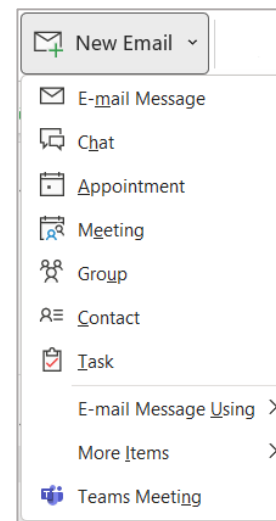 New Email
E-mail Message
Chat
Appointment
Meeting
Group
Contact
Task
E-mail Message Using
More Items
Teams Meeting